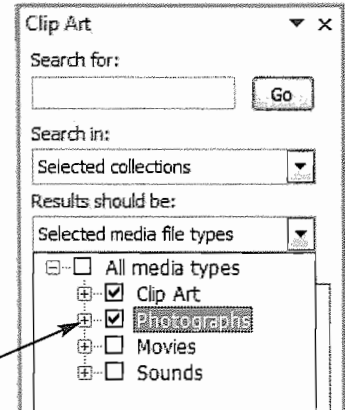 Clip Art
Search for:
Go
Search in:
Selected collections
Results should be:
Selected media file types
All media types
Clip Art
Photographs
Movies
Sounds